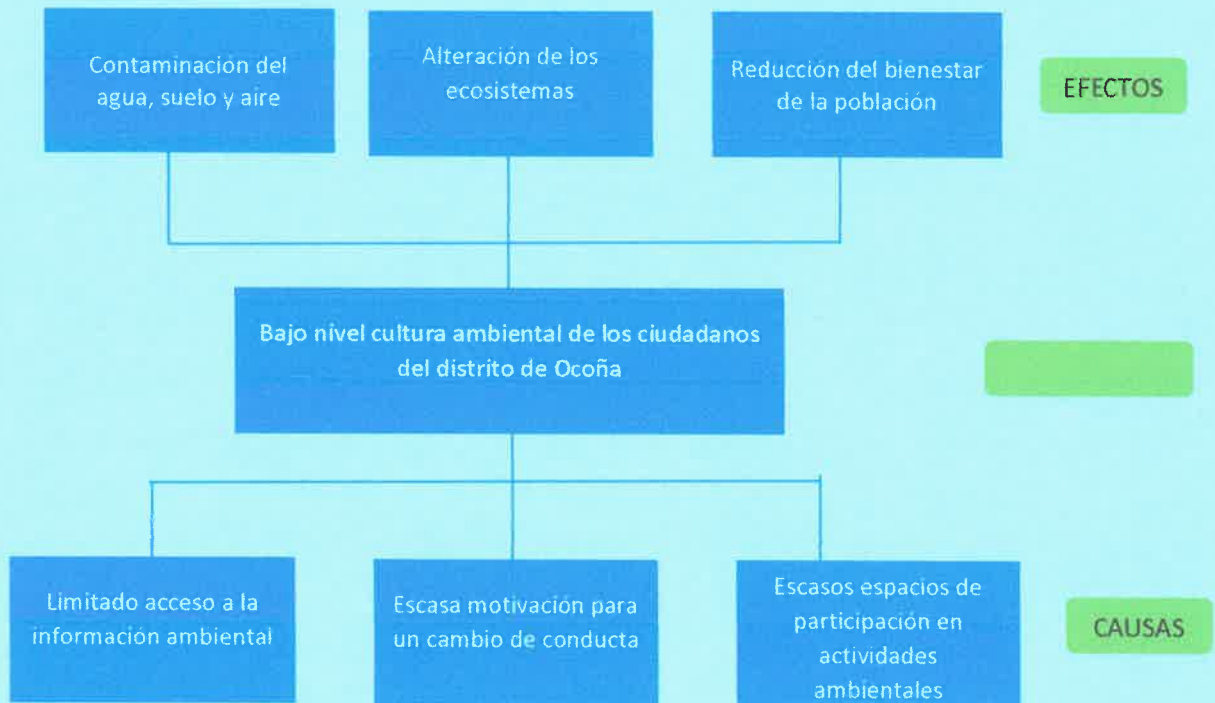 Contaminación del
agua, suelo y aire
Alteración de los
ecosistemas
Reducción del bienestar
de la población
EFECTOS
Bajo nivel cultura ambiental de los ciudadanos
del distrito de Ocoña
Limitado acceso a la
información ambiental
Escasa motivación para
un cambio de conducta
Escasos espacios de
participación en
actividades
ambientales
CAUSAS